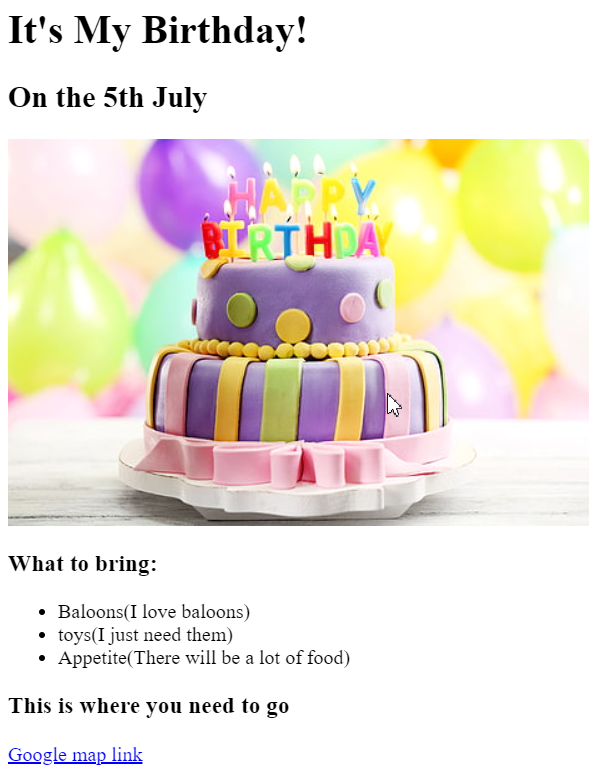 It's My Birthday!
On the 5th July
HAPPY
BIRTHDAY
What to bring:
Baloons(I love baloons)
toys(I just need them)
Appetite(There will be a lot of food)
This is where you need to go
Google map link